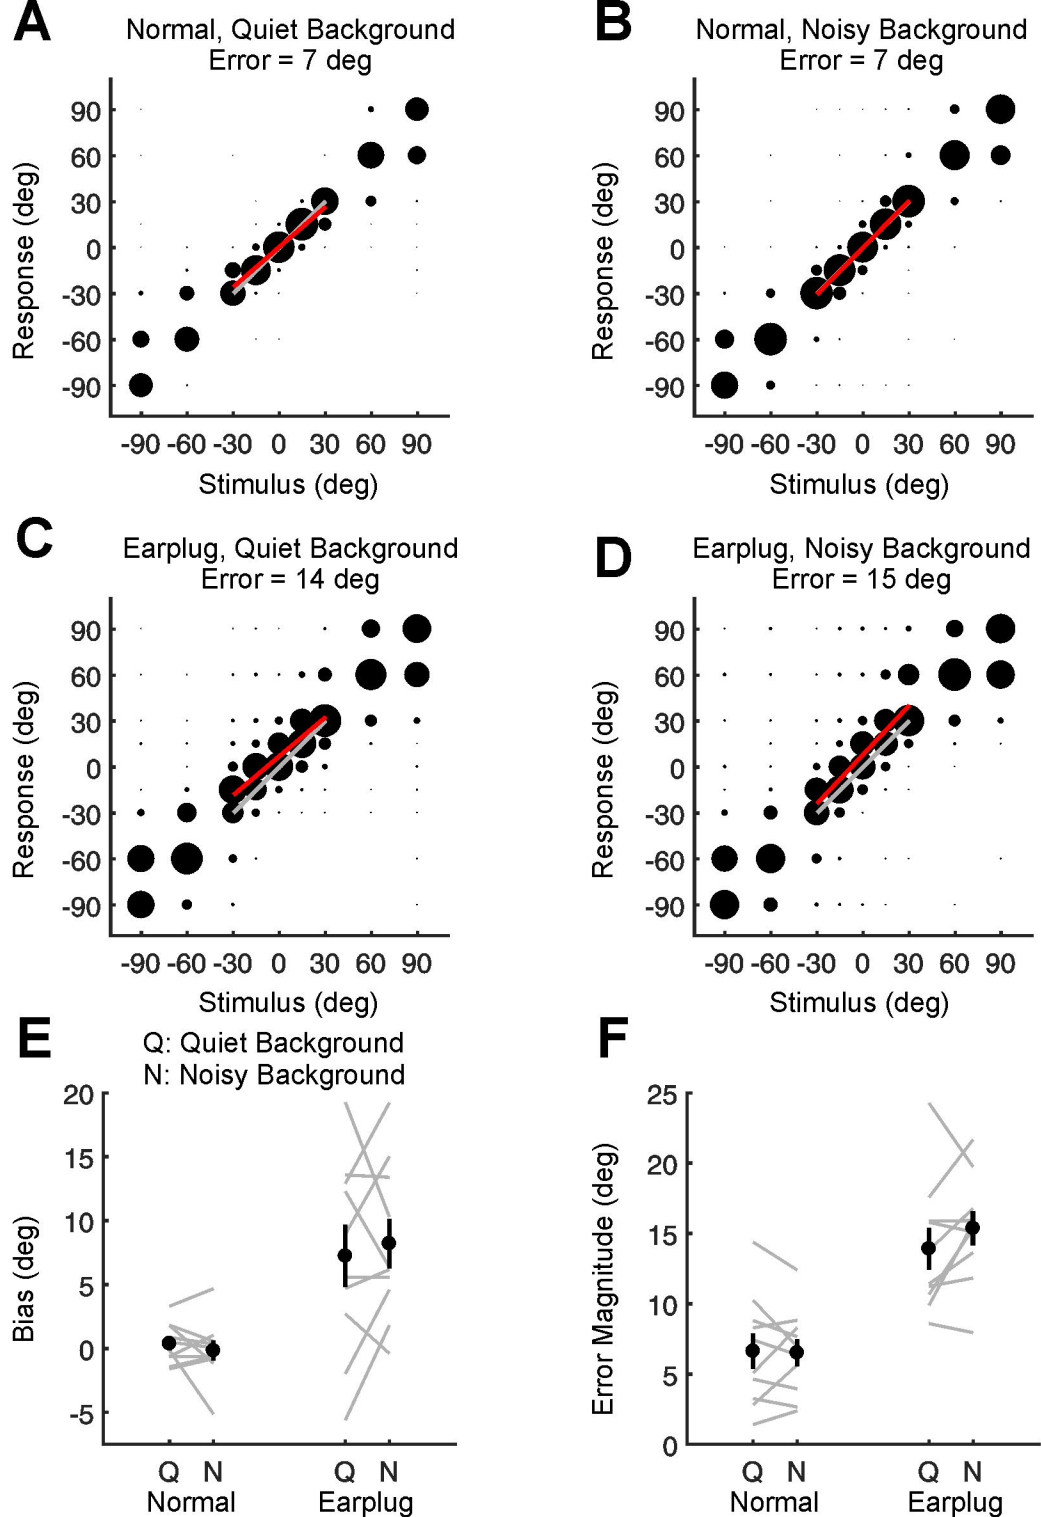 A
Normal, Quiet Background
Error = 7 deg
Response (deg)
90
60
30
0
-30
-60
-90
-90 -60 -30 0 30 60 90
Stimulus (deg)
B
Normal, Noisy Background
Error = 7 deg
Response (deg)
90
60
30
0
-30
-60
-90
-90 -60 -30 0 30 60 90
Stimulus (deg)
C
Earplug, Quiet Background
Error = 14 deg
Response (deg)
90
60
30
0
-30
-60
-90
-90 -60 -30 0 30 60 90
Stimulus (deg)
D
Earplug, Noisy Background
Error = 15 deg
Response (deg)
90
60
30
0
-30
-60
-90
-90 -60 -30 0 30 60 90
Stimulus (deg)
E
Q: Quiet Background
N: Noisy Background
Bias (deg)
20
15
10
5
0
-5
Q N Q N
Normal Earplug
F
Error Magnitude (deg)
25
20
15
10
5
0
Q N Q N
Normal Earplug